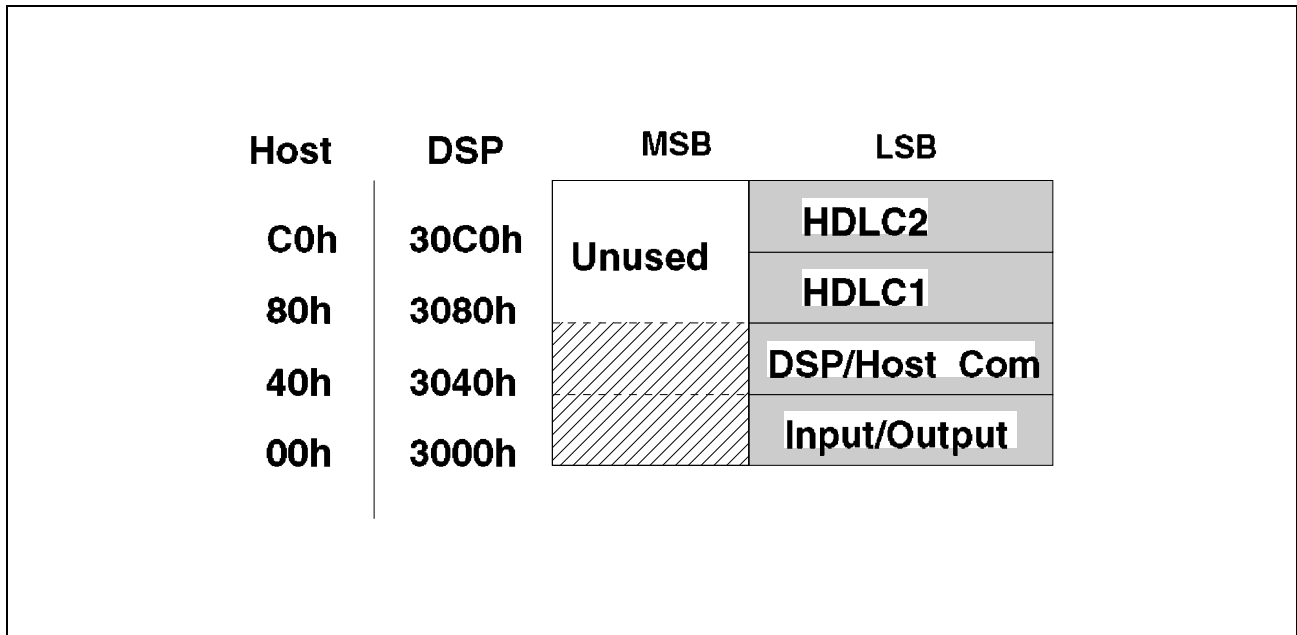 Host DSP MSB LSB
C0h 30C0h Unused HDLC2
80h 3080h HDLC1
40h 3040h DSP/Host Com
00h 3000h Input/Output